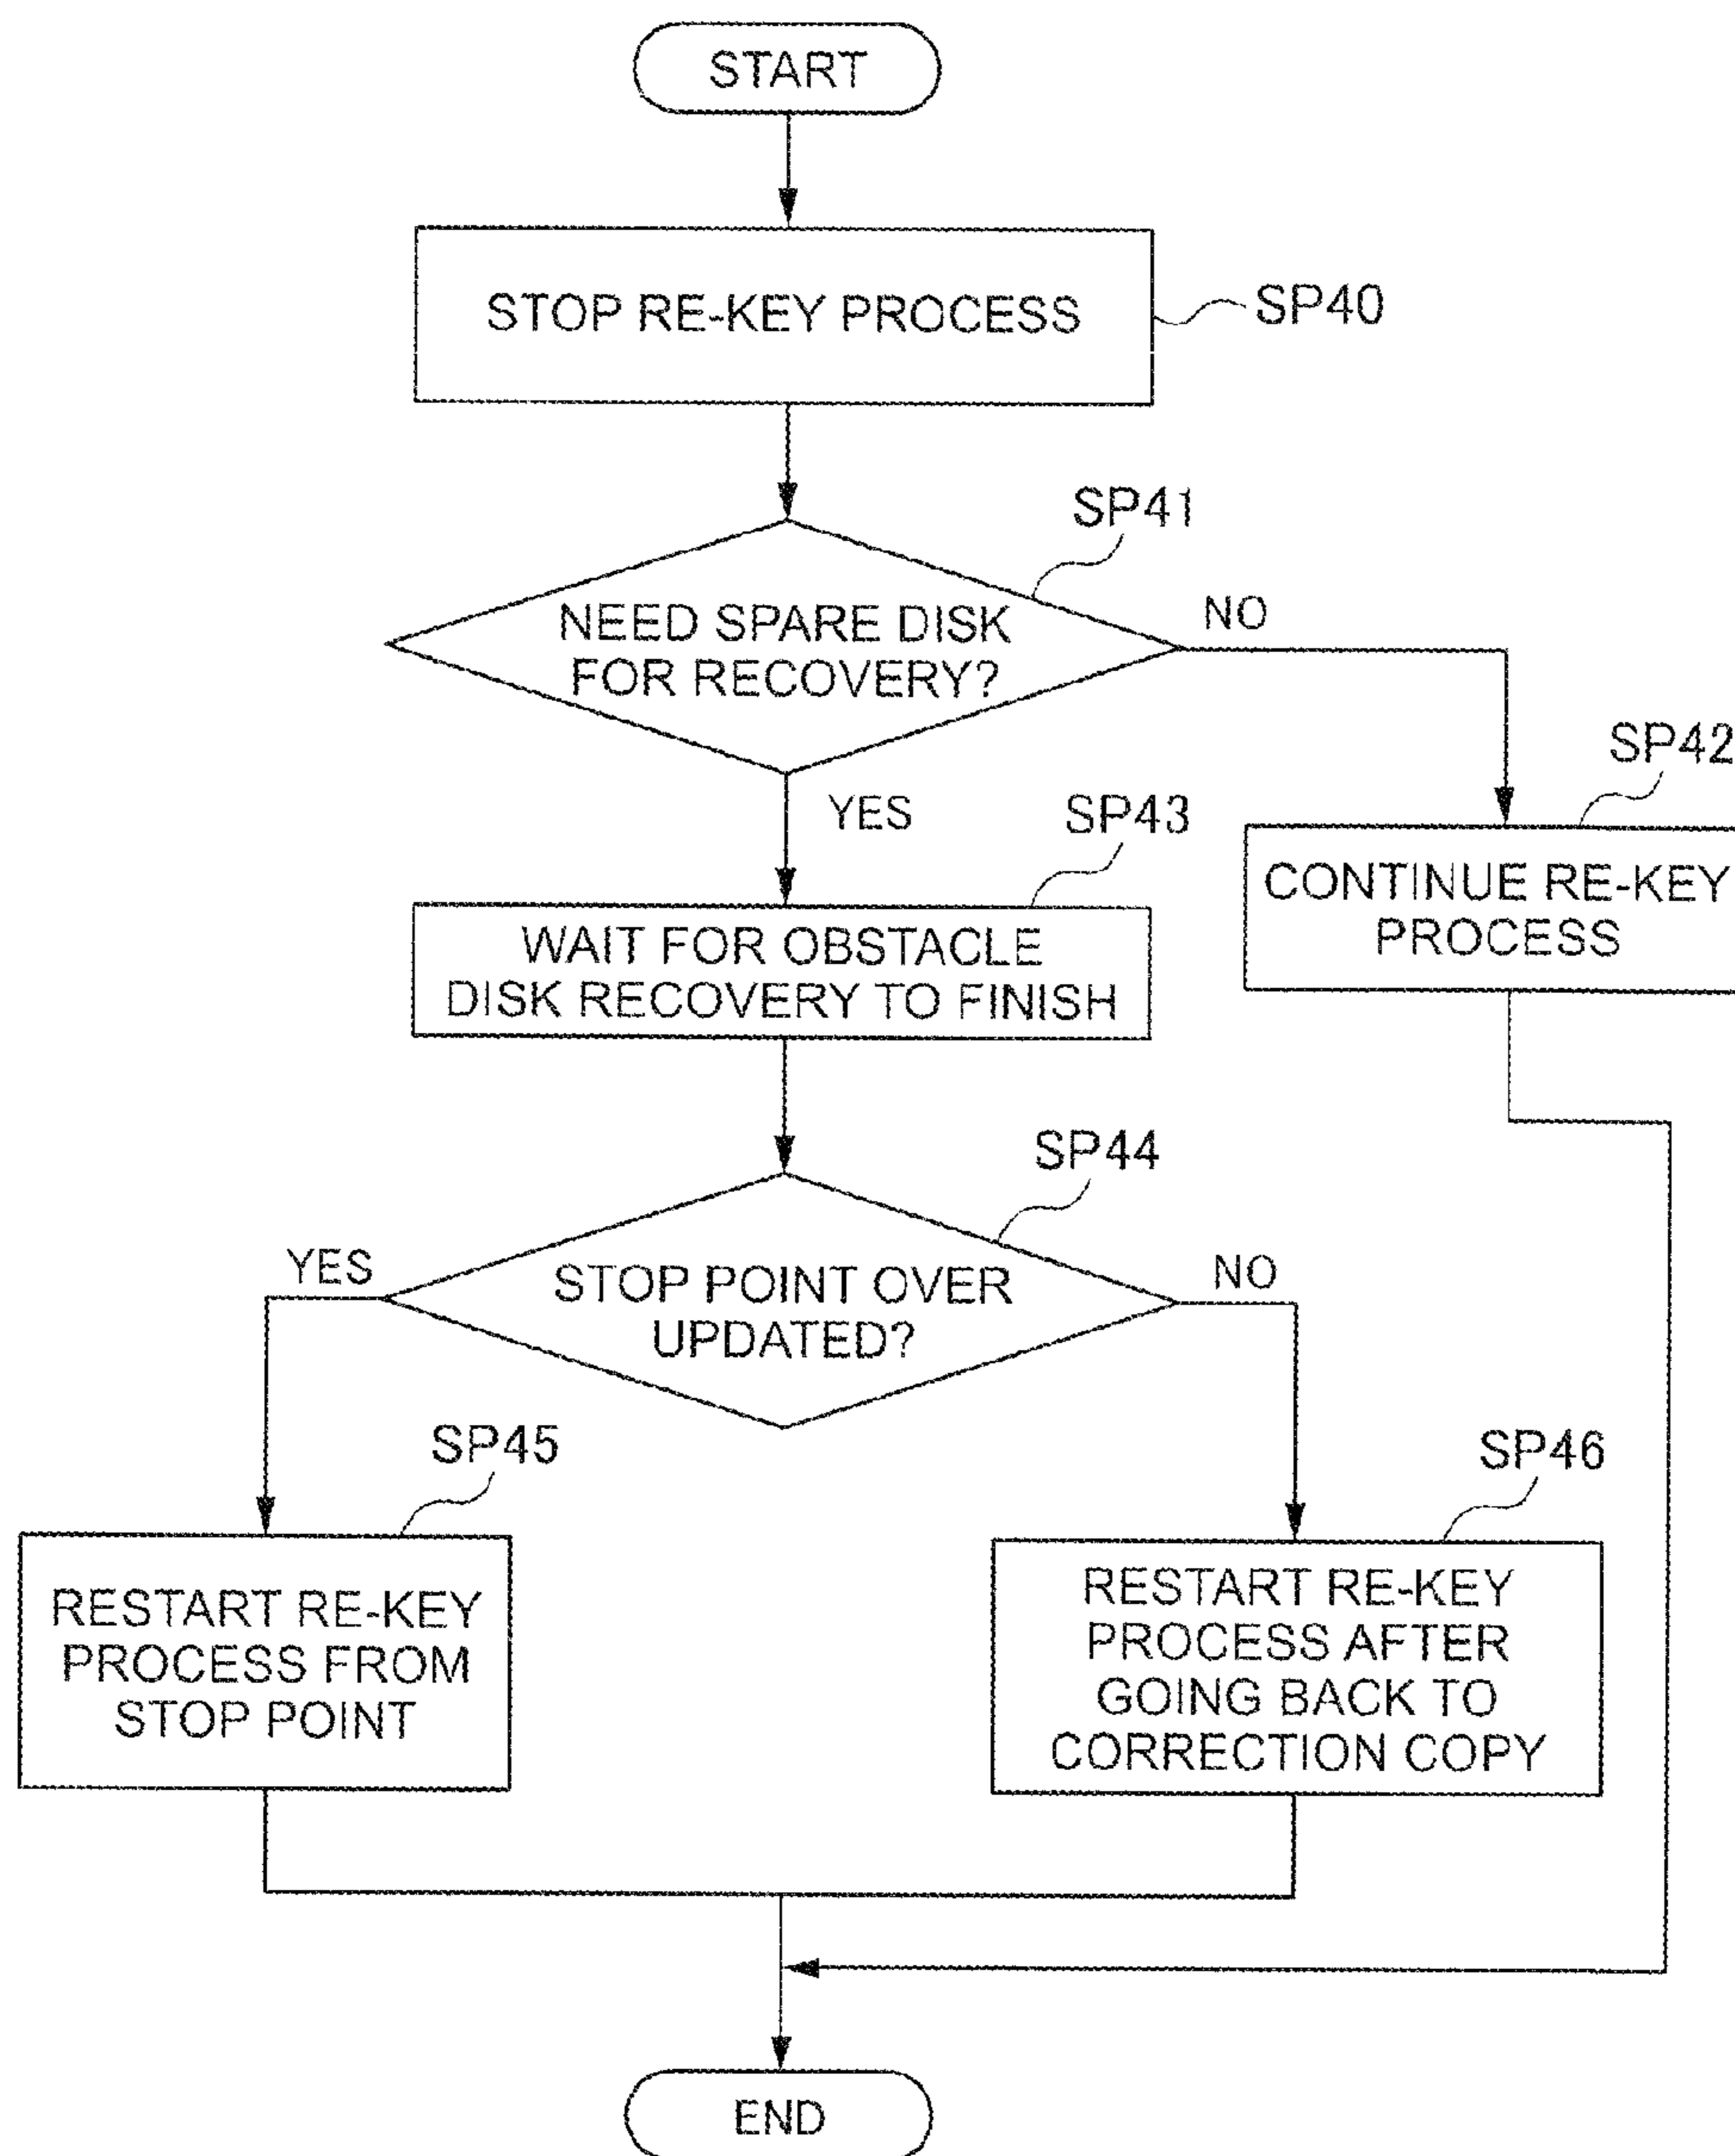 START
STOP RE-KEY PROCESS
SP40
SP41
NEED SPARE DISK
FOR RECOVERY?
NO
YES
SP42
CONTINUE RE-KEY
PROCESS
SP43
WAIT FOR OBSTACLE
DISK RECOVERY TO FINISH
SP44
STOP POINT OVER
UPDATED?
YES
NO
SP45
RESTART RE-KEY
PROCESS FROM
STOP POINT
SP46
RESTART RE-KEY
PROCESS AFTER
GOING BACK TO
CORRECTION COPY
END